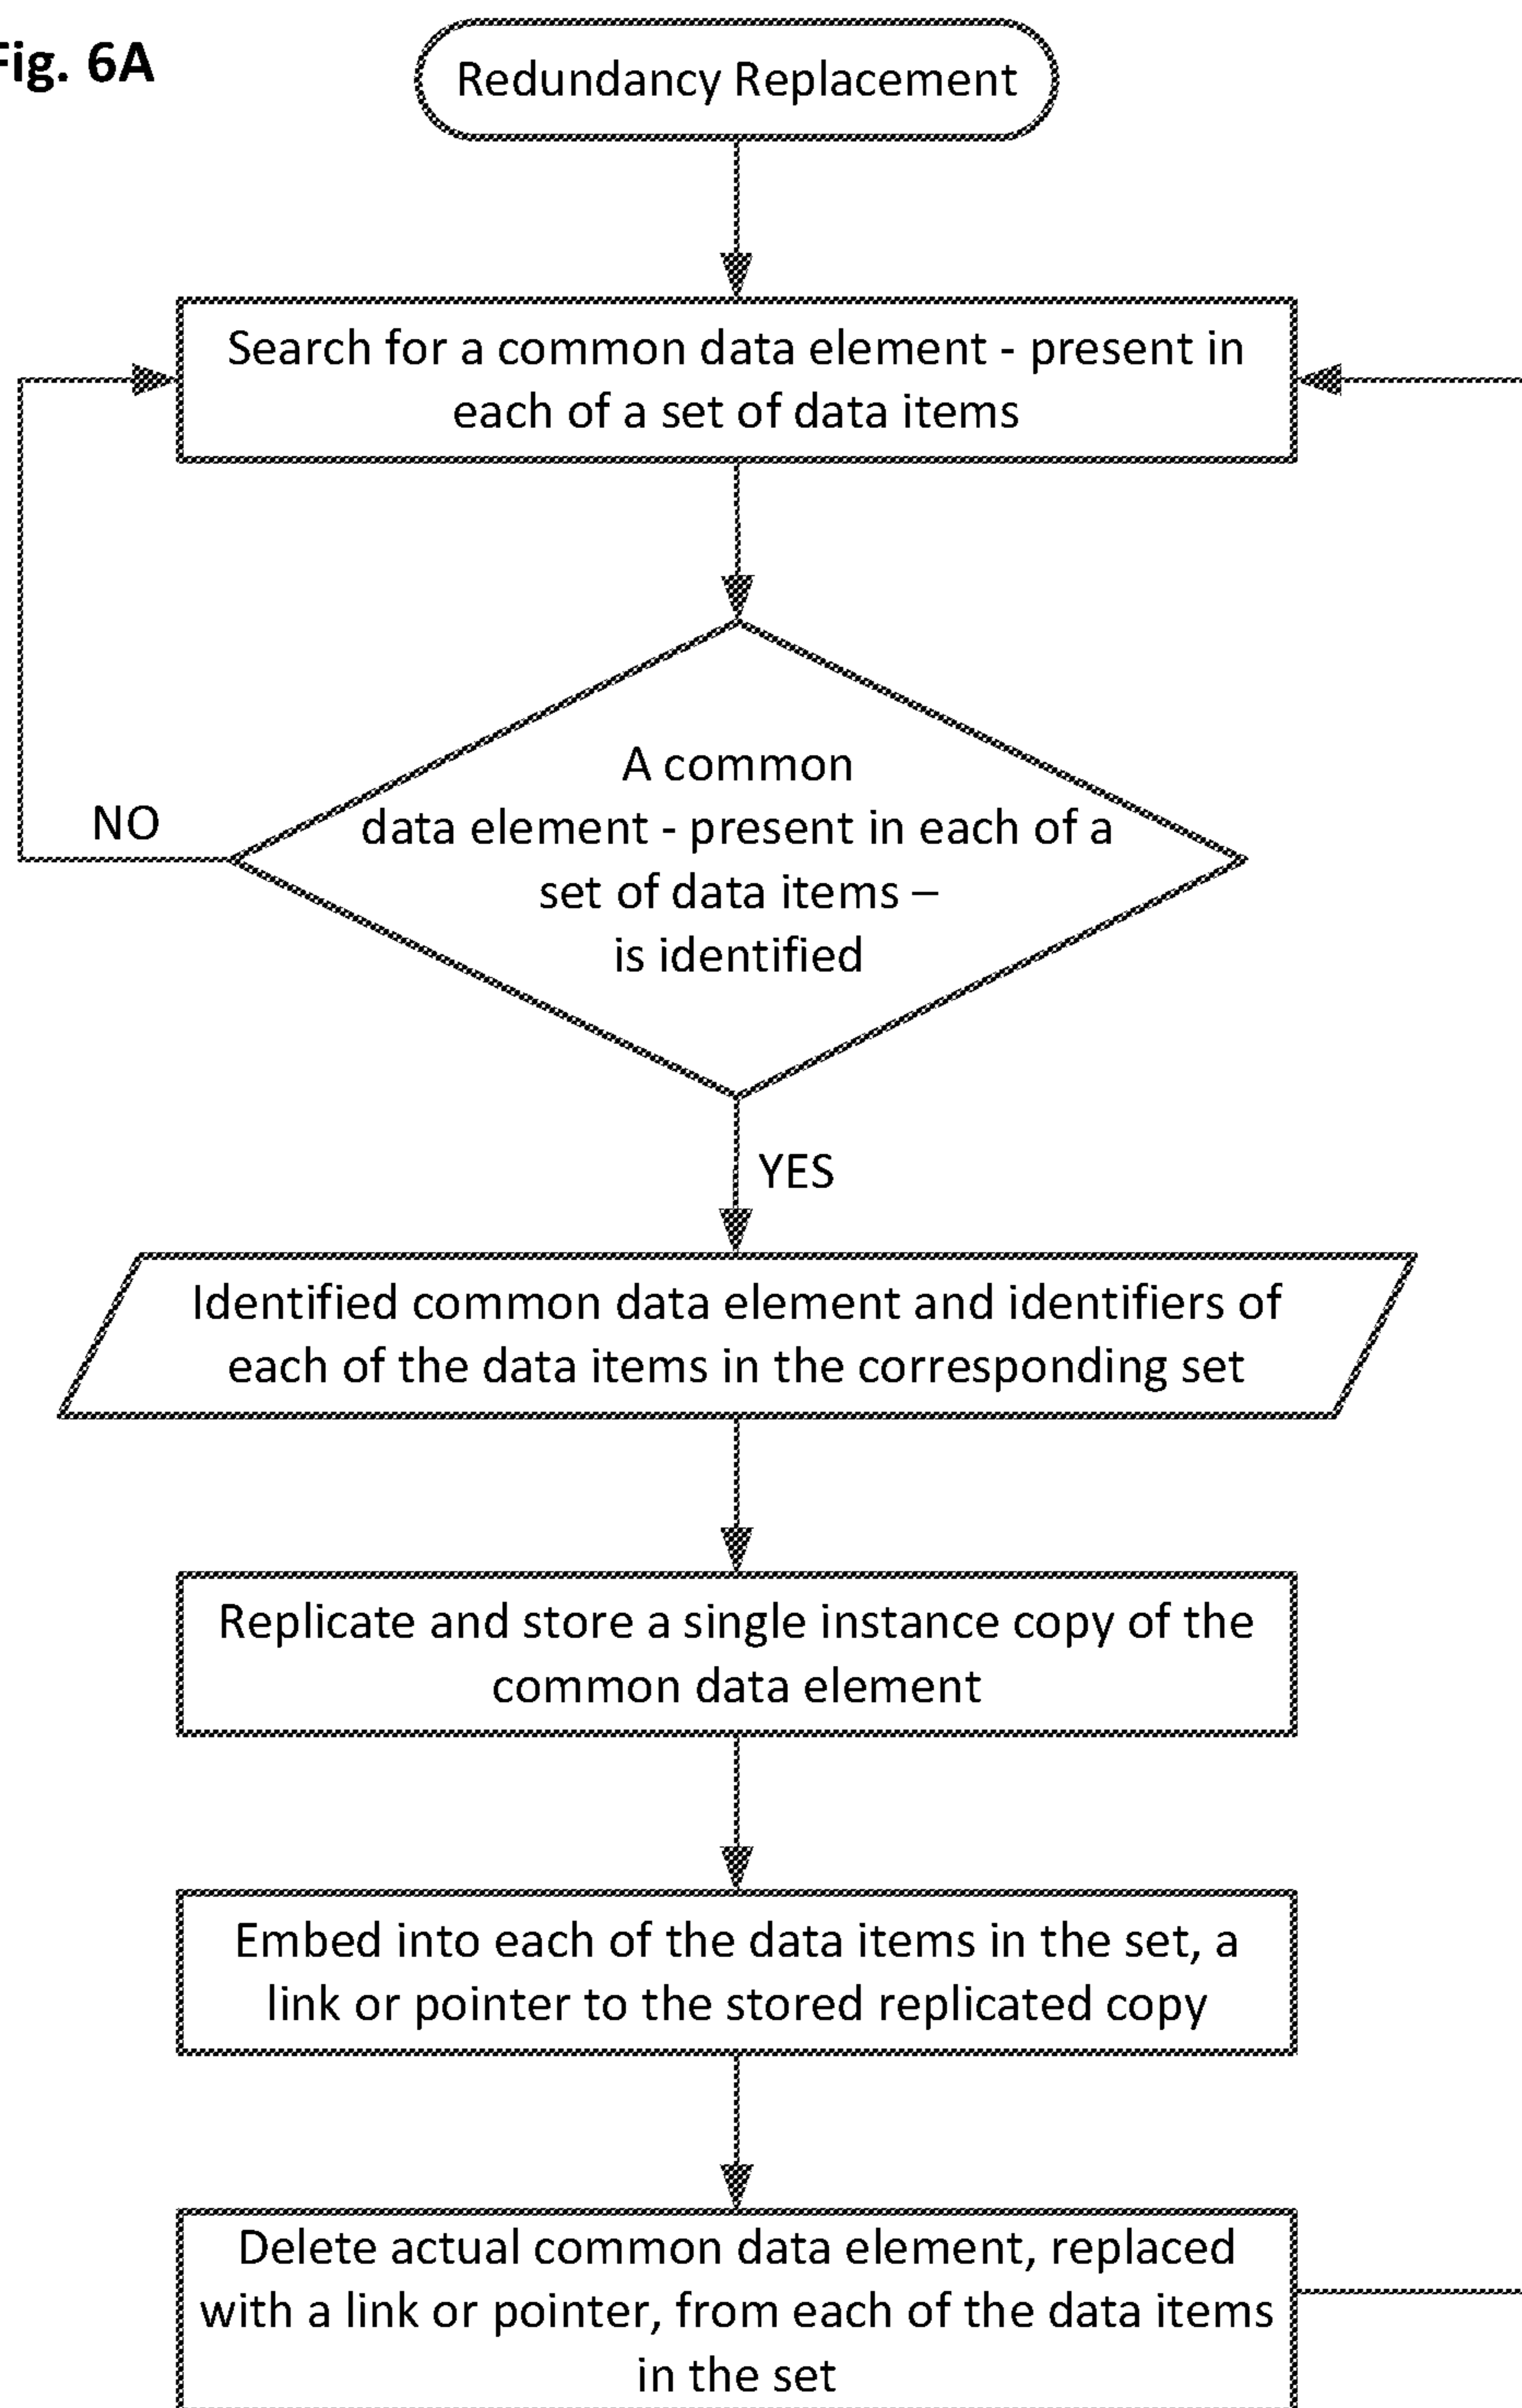 Fig. 6A
Redundancy Replacement
Search for a common data element - present in
each of a set of data items
A common
data element - present in each of a
set of data items –
is identified
NO
YES
Identified common data element and identifiers of
each of the data items in the corresponding set
Replicate and store a single instance copy of the
common data element
Embed into each of the data items in the set, a
link or pointer to the stored replicated copy
Delete actual common data element, replaced
with a link or pointer, from each of the data items
in the set